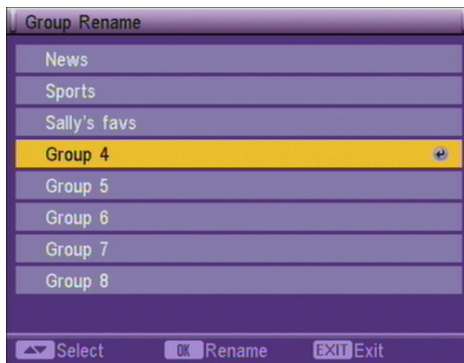 Group Rename
News
Sports
Sally's favs
Group 4
Group 5
Group 6
Group 7
Group 8
Select OK Rename EXIT Exit